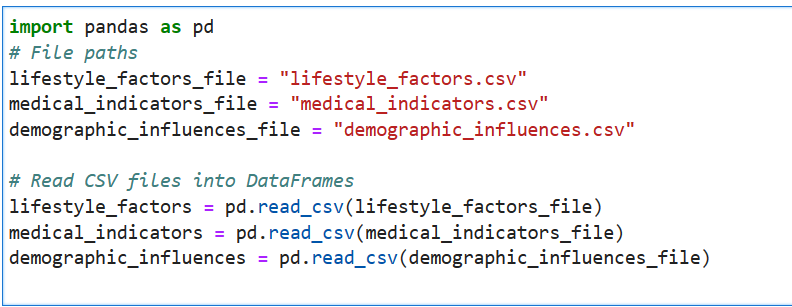 import pandas as pd
# File paths
lifestyle_factors_file = "lifestyle_factors.csv"
medical_indicators_file = "medical_indicators.csv"
demographic_influences_file = "demographic_influences.csv"

# Read CSV files into DataFrames
lifestyle_factors = pd.read_csv(lifestyle_factors_file)
medical_indicators = pd.read_csv(medical_indicators_file)
demographic_influences = pd.read_csv(demographic_influences_file)